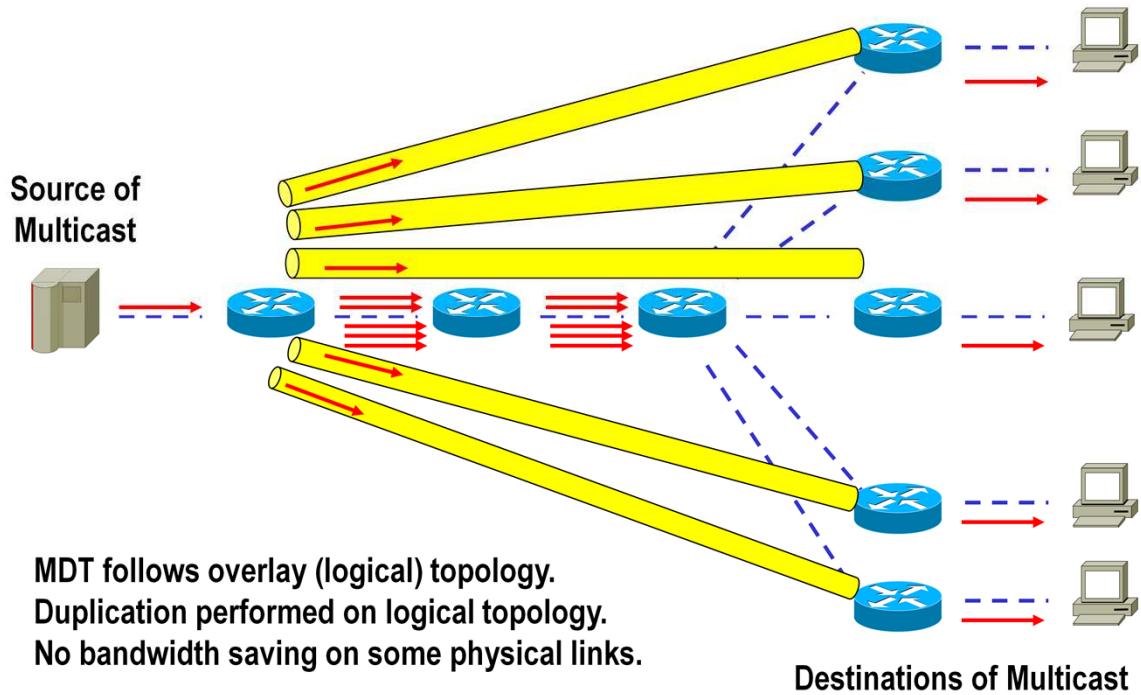 Source of
Multicast
MDT follows overlay (logical) topology.
Duplication performed on logical topology.
No bandwidth saving on some physical links.
Destinations of Multicast